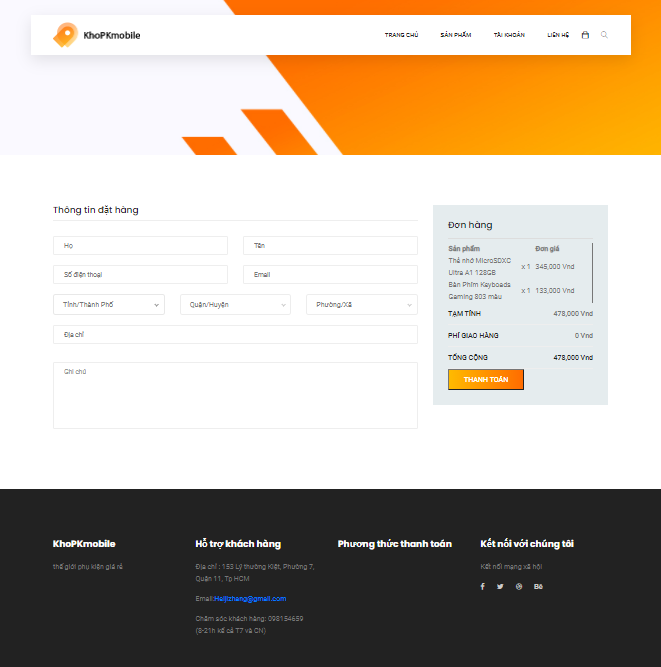 KhoPKmobile
TRANG CHỦ SẢN PHẨM TÀI KHOẢN LIÊN HỆ
Thông tin đặt hàng
Họ Tên
Số điện thoại Email
Tỉnh/Thành Phố Quận/Huyện Phường/Xã
Địa chỉ
Ghi chú
Đơn hàng
Sản phẩm Đơn giá
Thẻ nhớ MicroSDXC
Ultra A1 128GB
x 1 345,000 Vnd
Bàn Phím Keyboads
Gaming 803 màu
x 1 133,000 Vnd
TẠM TÍNH 478,000 Vnd
PHÍ GIAO HÀNG 0 Vnd
TỔNG CỘNG 478,000 Vnd
THANH TOÁN
KhoPKmobile
thế giới phụ kiện giá rẻ
Hỗ trợ khách hàng
Địa chỉ : 153 Lý thường Kiệt, Phường 7,
Quận 11, Tp HCM
Email:Haijizhang@gmail.com
Chăm sóc khách hàng: 098154659
(8-21h kể cả T7 và CN)
Phương thức thanh toán
Kết nối với chúng tôi
Kết nối mạng xã hội